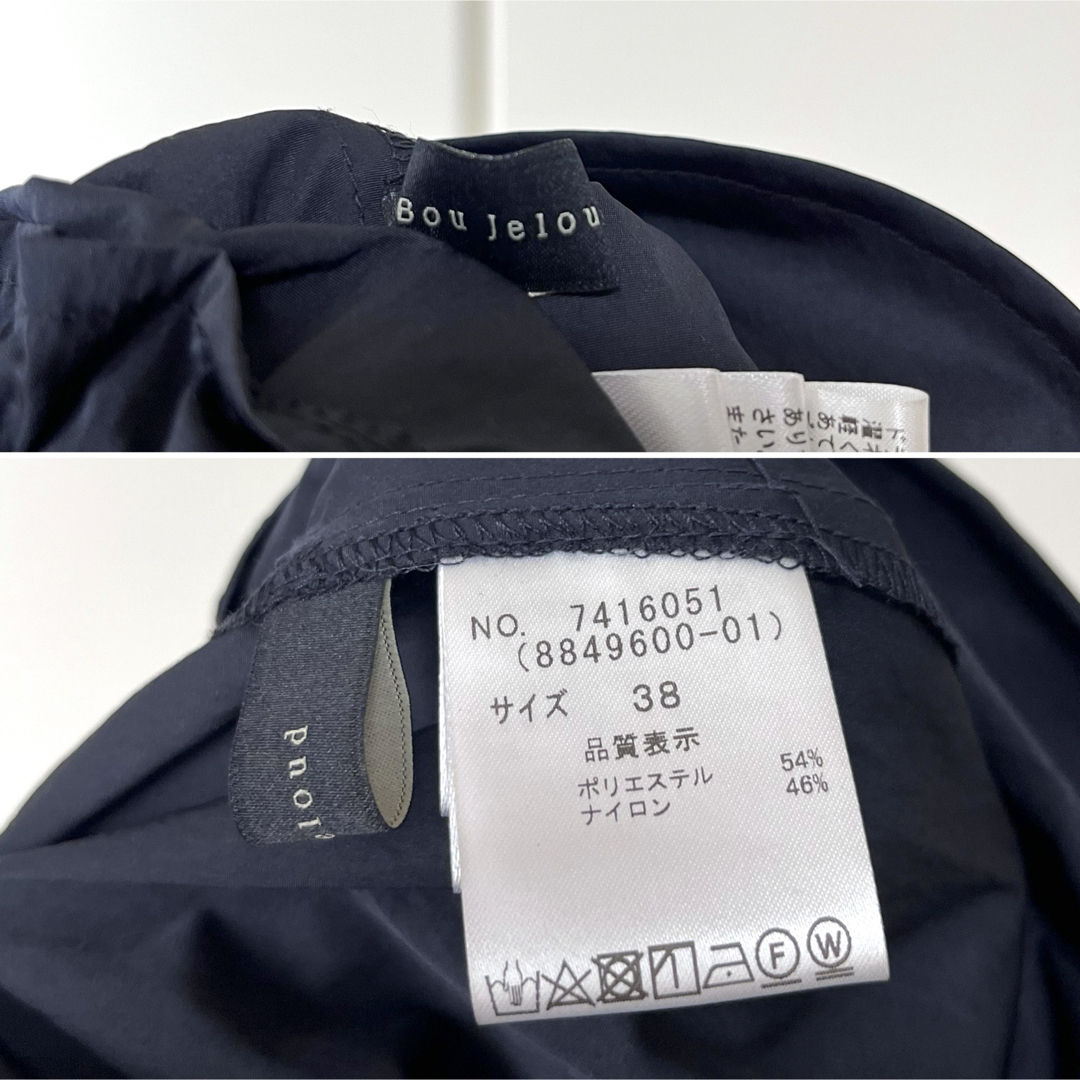 Bou Jelou
NO. 7416051
(8849600-01)
サイズ 38
品質表示
ポリエステル 54%
ナイロン 46%
F W